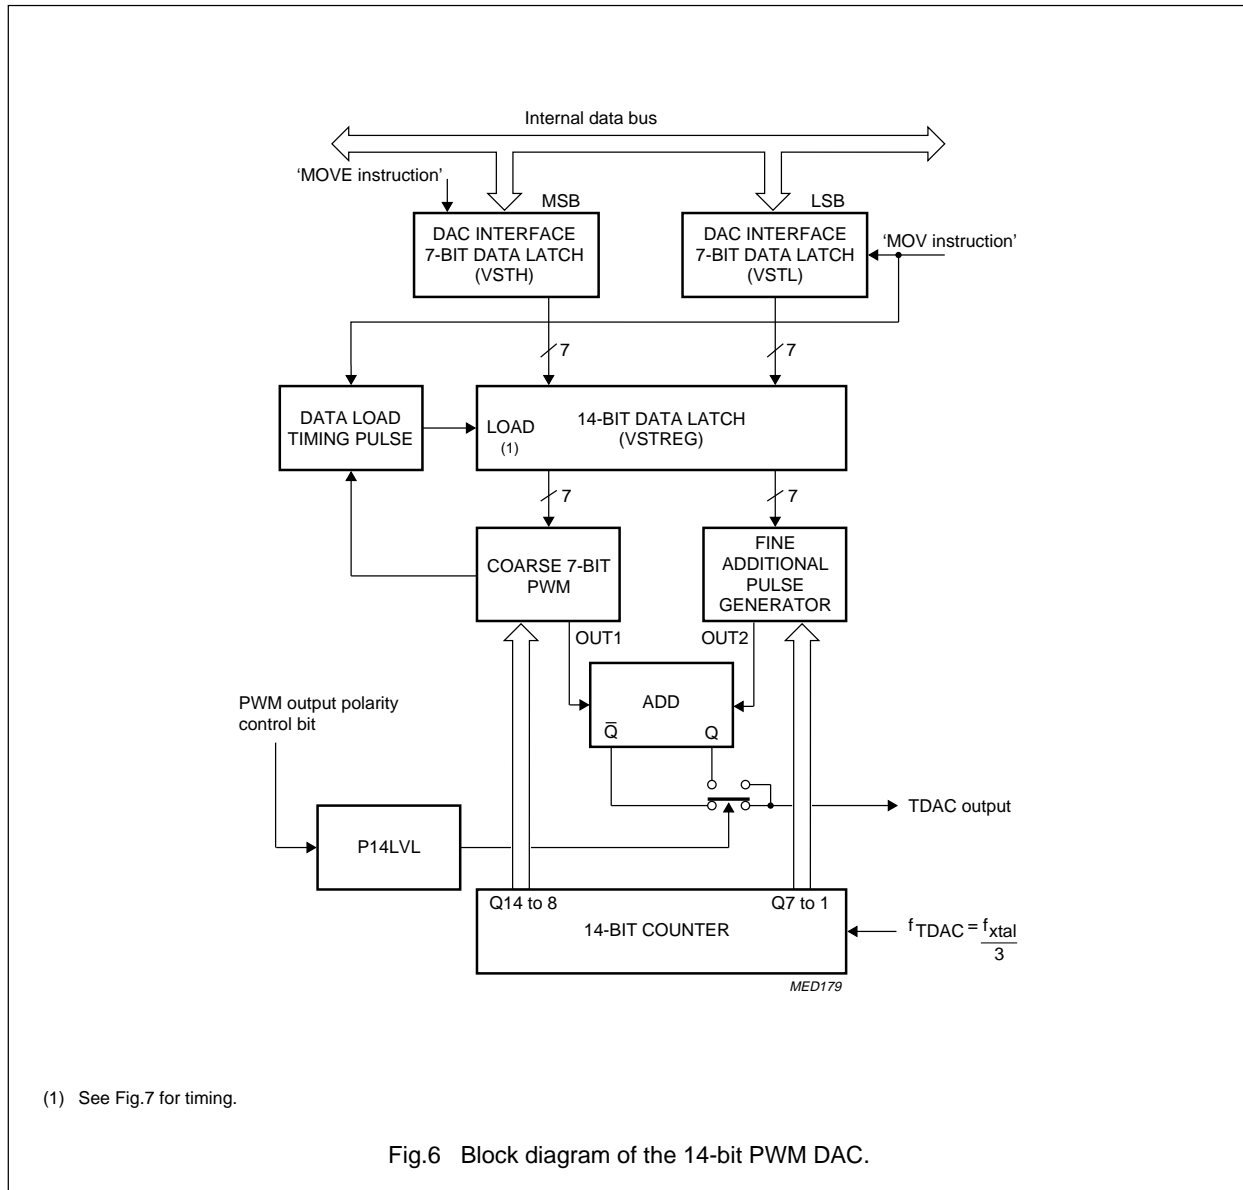 Internal data bus
‘MOVE instruction’
MSB
LSB
DAC INTERFACE
7-BIT DATA LATCH
(VSTH)
DAC INTERFACE
7-BIT DATA LATCH
(VSTL)
‘MOV instruction’
7
7
DATA LOAD
TIMING PULSE
LOAD
(1)
14-BIT DATA LATCH
(VSTREG)
7
7
COARSE 7-BIT
PWM
FINE
ADDITIONAL
PULSE
GENERATOR
OUT1
OUT2
ADD
Q̅
Q
PWM output polarity
control bit
TDAC output
P14LVL
Q14 to 8
Q7 to 1
14-BIT COUNTER
f TDAC = f xtal
3
MED179
(1) See Fig.7 for timing.
Fig.6 Block diagram of the 14-bit PWM DAC.